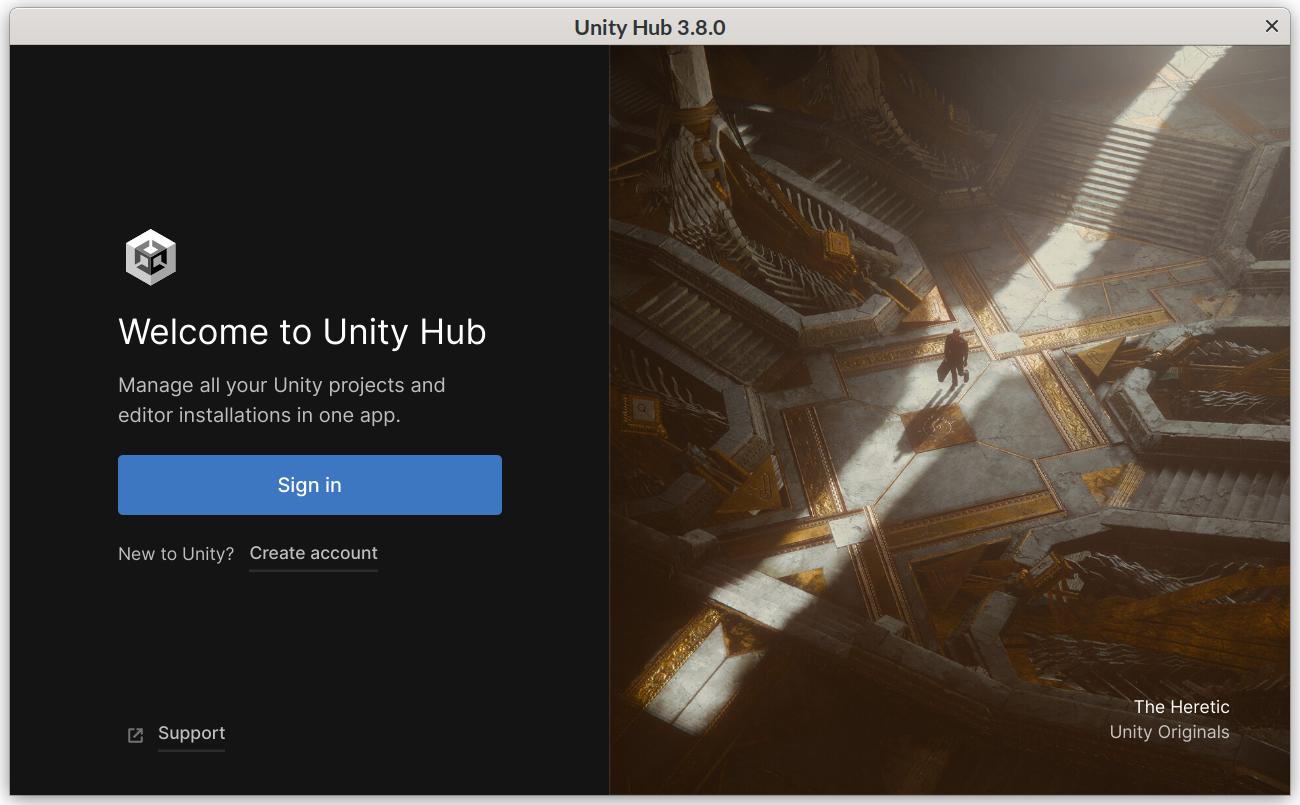 Unity Hub 3.8.0
Welcome to Unity Hub
Manage all your Unity projects and
editor installations in one app.
Sign in
New to Unity? Create account
Support
The Heretic
Unity Originals